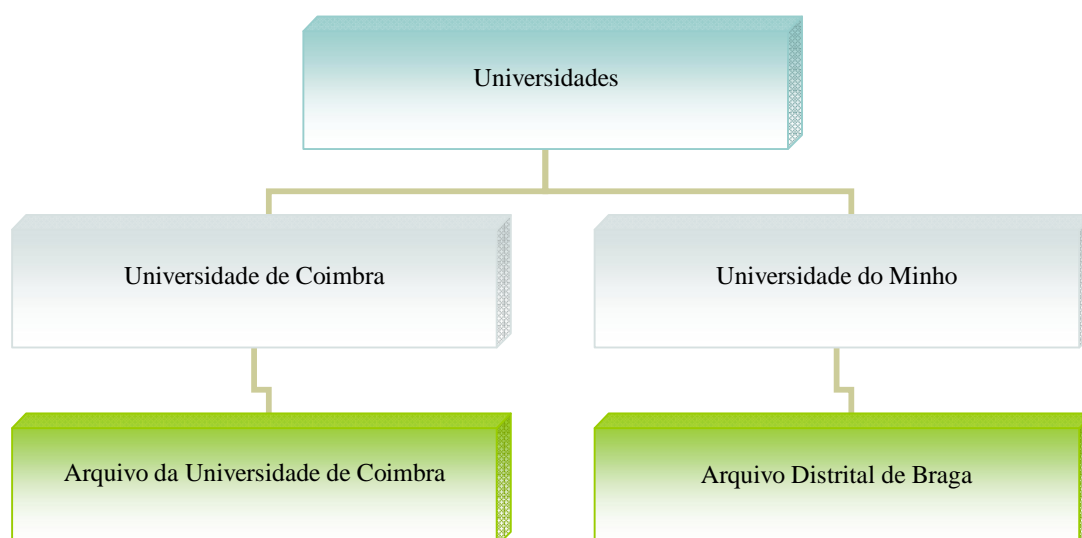 Universidades
Universidade de Coimbra
Universidade do Minho
Arquivo da Universidade de Coimbra
Arquivo Distrital de Braga